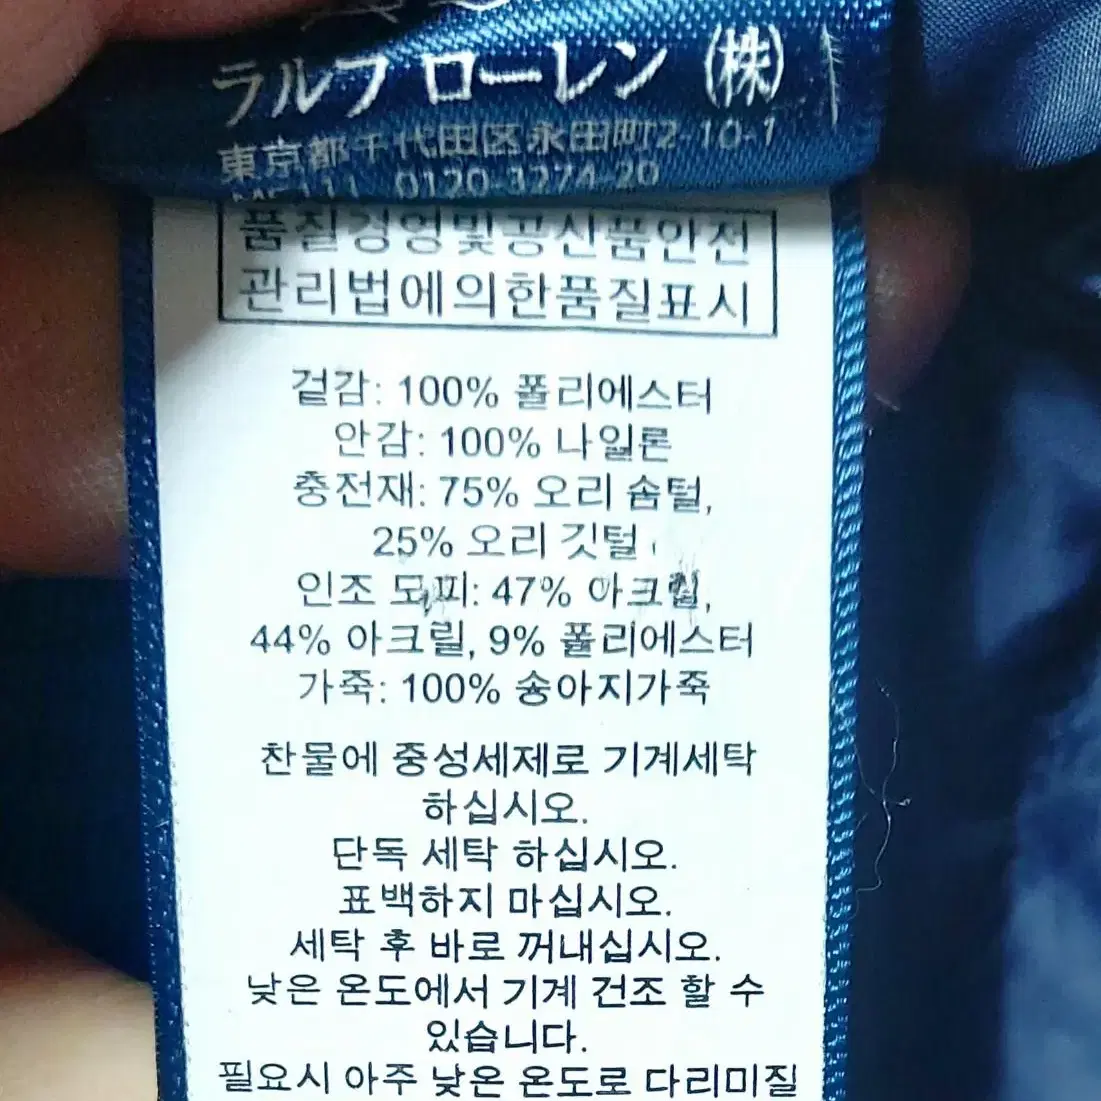 ラルフ ローレン (株)
東京都千代田区永田町2-10-1
0120-3274-20
품질경영및공산품안전
관리법에의한품질표시
겉감: 100% 폴리에스터
안감: 100% 나일론
충전재: 75% 오리 솜털,
25% 오리 깃털
인조 모피: 47% 아크릴,
44% 아크릴, 9% 폴리에스터
가죽: 100% 송아지가죽
찬물에 중성세제로 기계세탁
하십시오.
단독 세탁 하십시오.
표백하지 마십시오.
세탁 후 바로 꺼내십시오.
낮은 온도에서 기계 건조 할 수
있습니다.
필요시 아주 낮은 온도로 다리미질